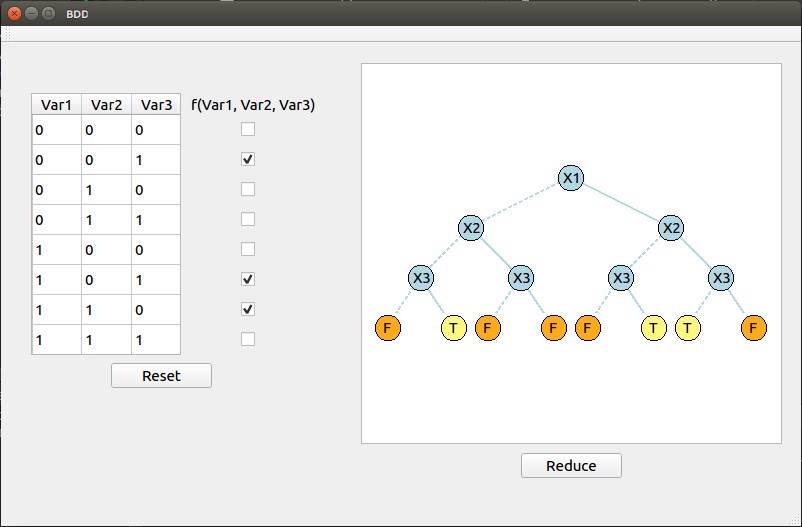 BDD
Var1 Var2 Var3 f(Var1, Var2, Var3)
0 0 0
0 0 1
0 1 0
0 1 1
1 0 0
1 0 1
1 1 0
1 1 1
Reset
X1
X2 X2
X3 X3 X3 X3
F T F F F T T F
Reduce